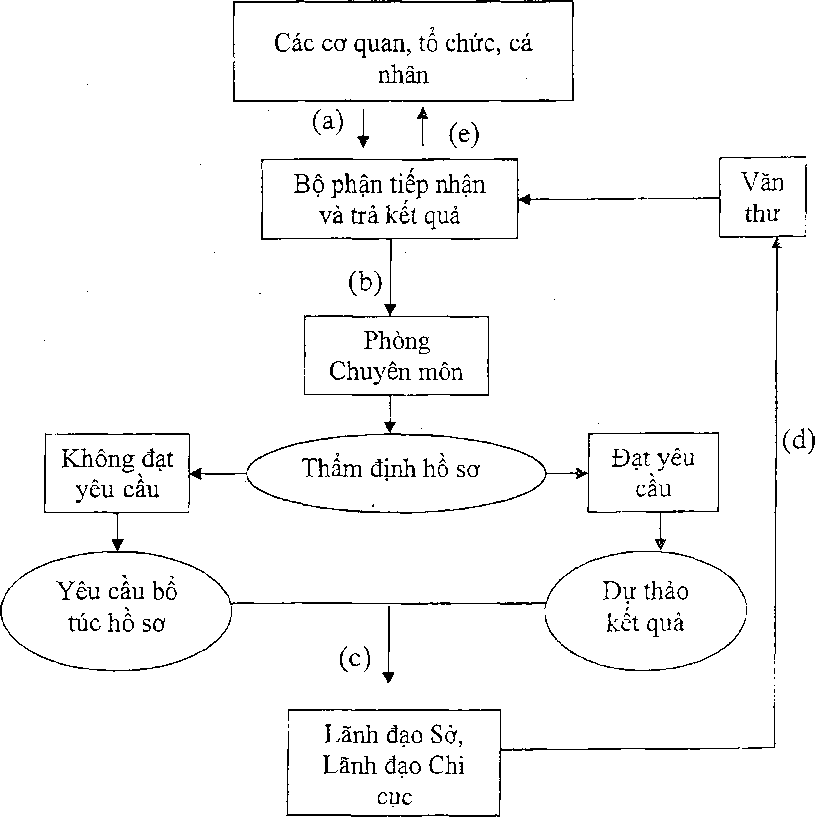 Các cơ quan, tổ chức, cá
nhân
(a)
(e)
Bộ phận tiếp nhận
và trả kết quả
Văn
thư
(b)
Phòng
Chuyên môn
Không đạt
yêu cầu
Thẩm định hồ sơ
Đạt yêu
cầu
(d)
Yêu cầu bổ
túc hồ sơ
Dự thảo
kết quả
(c)
Lãnh đạo Sở,
Lãnh đạo Chi
cục